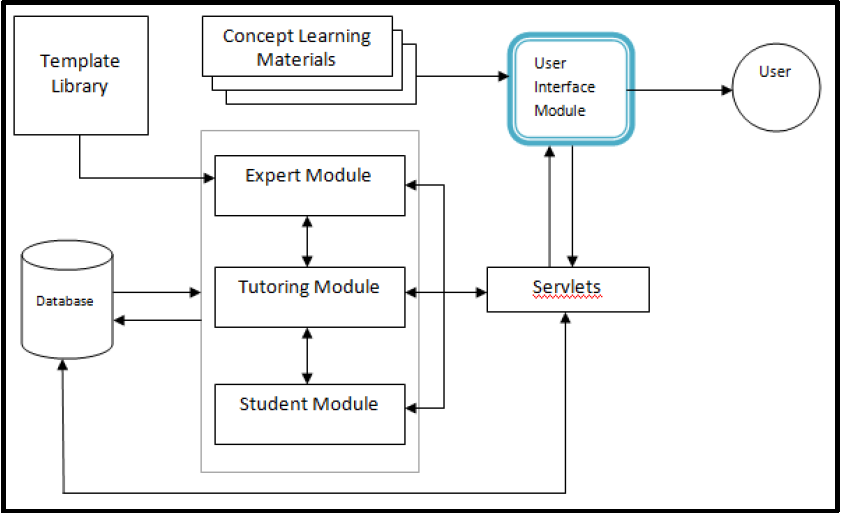 Template
Library
Concept Learning
Materials
User
Interface
Module
User
Expert Module
Tutoring Module
Database
Servlets
Student Module